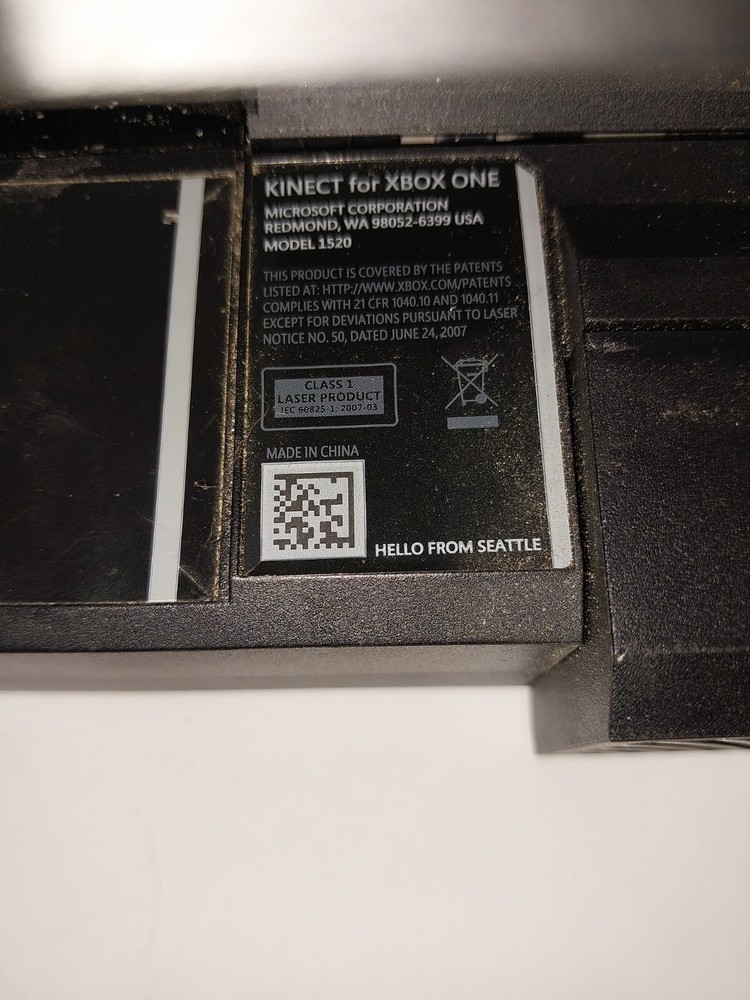 KINECT for XBOX ONE
MICROSOFT CORPORATION
REDMOND, WA 98052-6399 USA
MODEL 1520
THIS PRODUCT IS COVERED BY THE PATENTS
LISTED AT: HTTP://WWW.XBOX.COM/PATENTS
COMPLIES WITH 21 CFR 1040.10 AND 1040.11
EXCEPT FOR DEVIATIONS PURSUANT TO LASER
NOTICE NO. 50, DATED JUNE 24, 2007
CLASS 1
LASER PRODUCT
IEC 60825-1: 2007-03
MADE IN CHINA
HELLO FROM SEATTLE